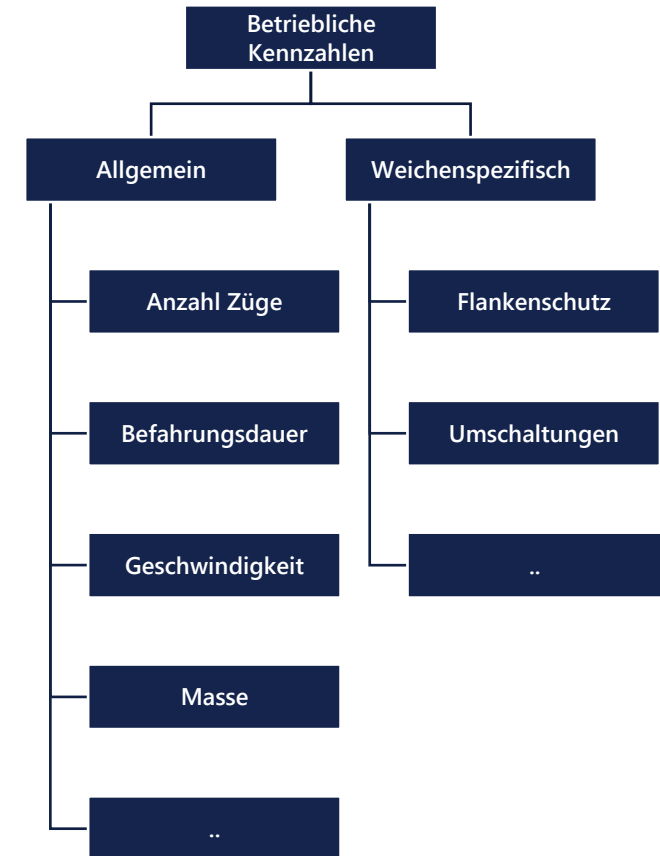 Betriebliche
Kennzahlen
Allgemein
Weichenspezifisch
Anzahl Züge
Flankenschutz
Befahrungsdauer
Umschaltungen
Geschwindigkeit
..
Masse
..